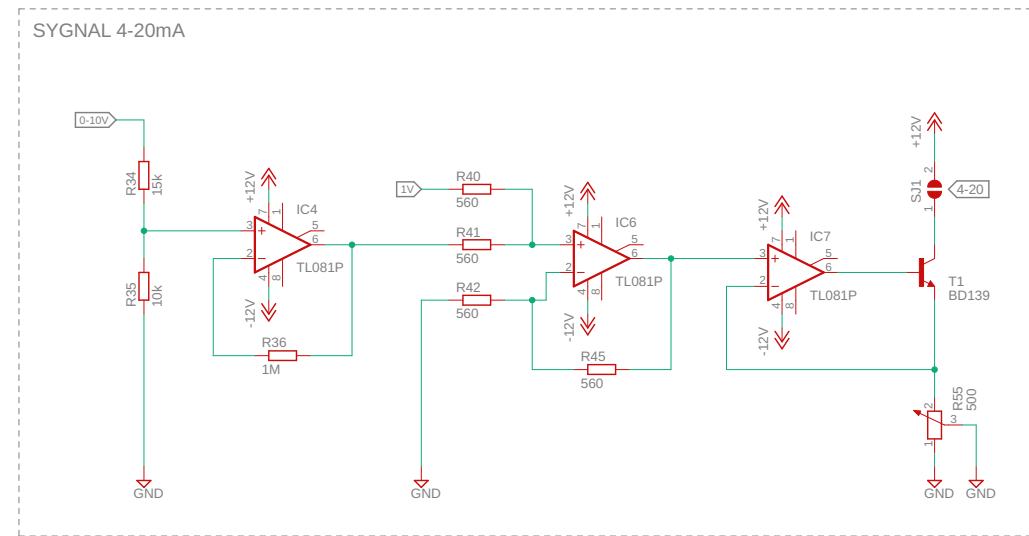 SYGNAL 4-20mA
0-10V
R34
15k
R35
10k
+12V
IC4
7
1
3
+
5
6
2
-
4
8
TL081P
-12V
R36
1M
GND
1V
R40
560
R41
560
R42
560
GND
+12V
IC6
7
1
3
+
5
6
2
-
4
8
TL081P
-12V
R45
560
+12V
IC7
7
1
3
+
5
6
2
-
4
8
TL081P
-12V
+12V
2
SJ1
4-20
1
T1
BD139
R55
500
2
3
1
GND
GND